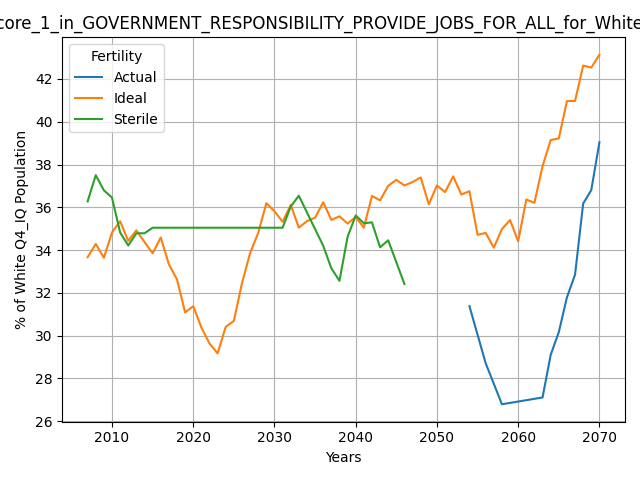 core_1_in_GOVERNMENT_RESPONSIBILITY_PROVIDE_JOBS_FOR_ALL_for_White
Fertility
Actual
Ideal
Sterile
% of White Q4_IQ Population
42
40
38
36
34
32
30
28
26
2010 2020 2030 2040 2050 2060 2070
Years